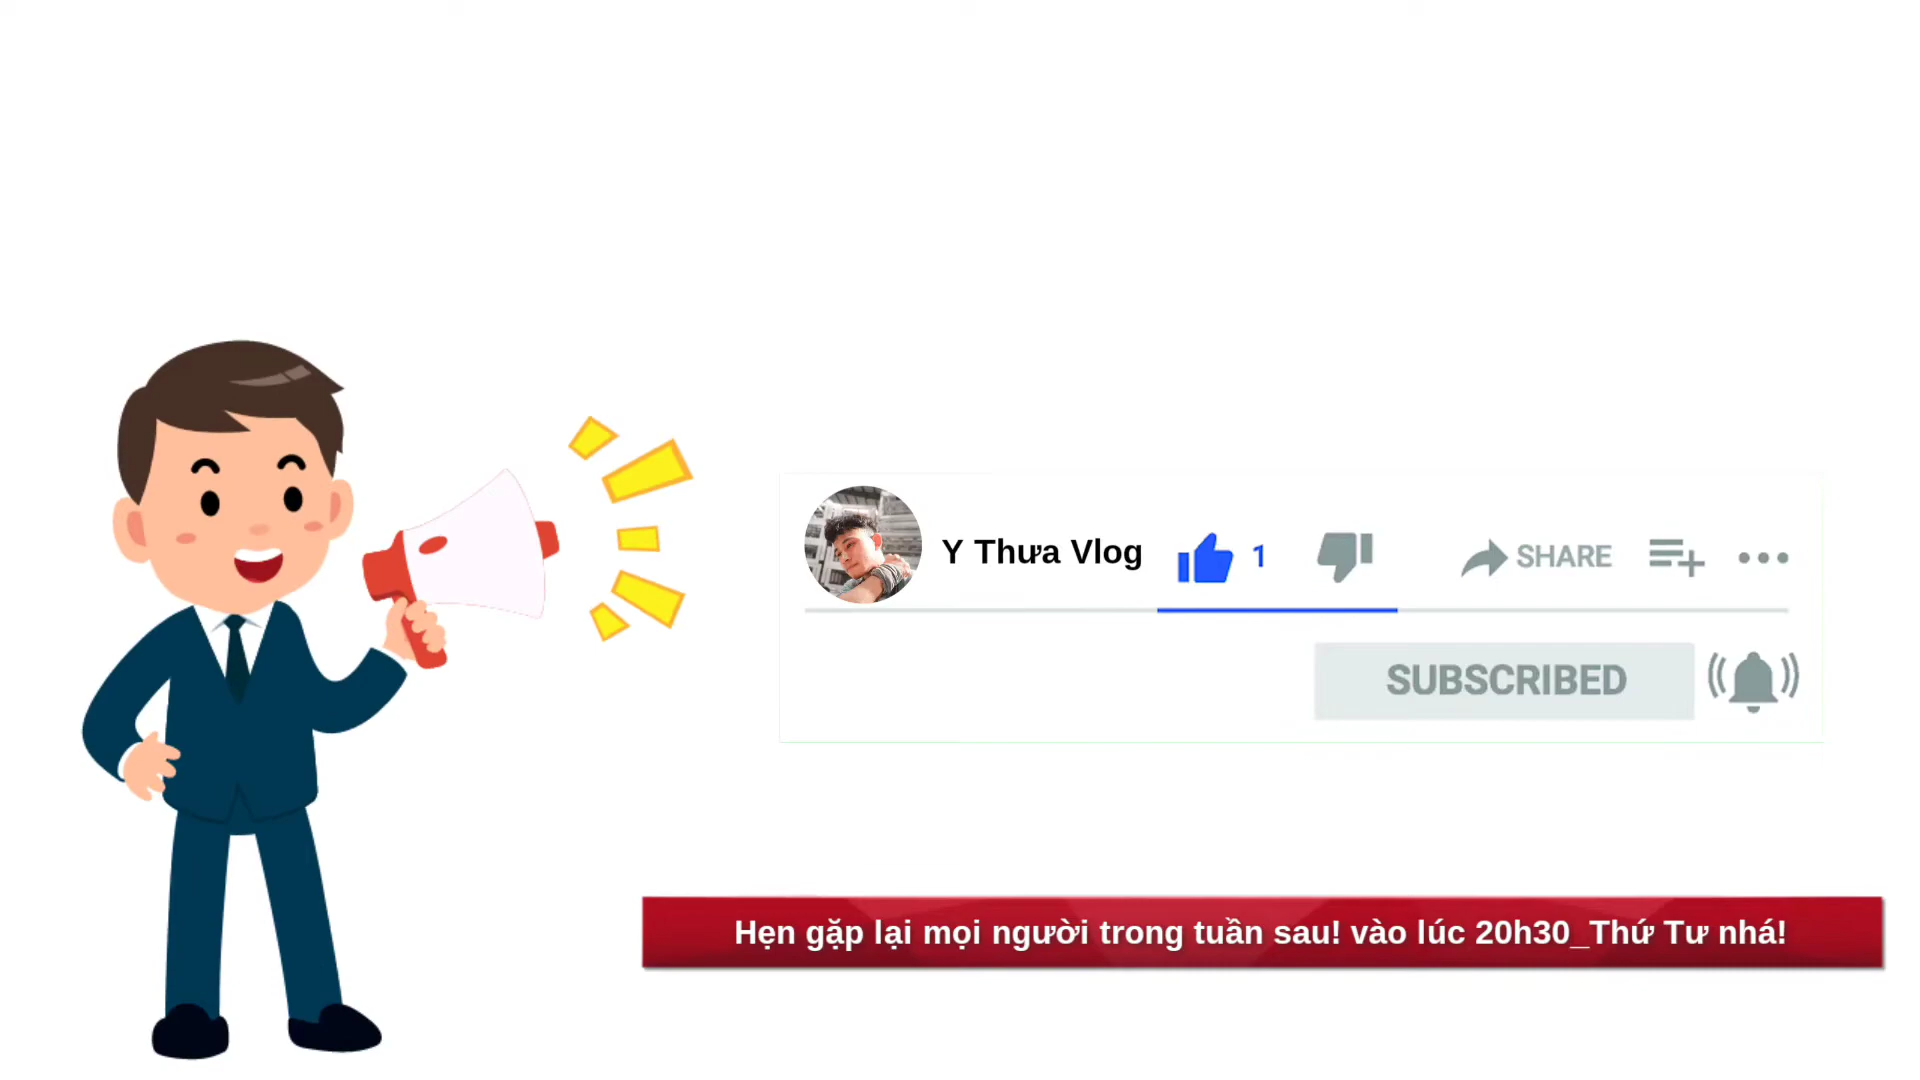 Y Thưa Vlog
1
SHARE
SUBSCRIBED
Hẹn gặp lại mọi người trong tuần sau! vào lúc 20h30_Thứ Tư nhá!